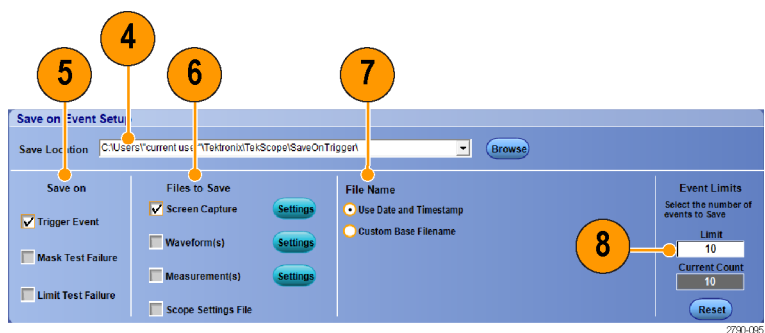 4
5
6
7
Save on Event Setup
Save Location C:\Users\"current user"\Tektronix\TekScope\SaveOnTrigger\ Browse
Save on
Trigger Event
Mask Test Failure
Limit Test Failure
Files to Save
Screen Capture Settings
Waveform(s) Settings
Measurement(s) Settings
Scope Settings File
File Name
Use Date and Timestamp
Custom Base Filename
8
Event Limits
Select the number of
events to Save
Limit
10
Current Count
10
Reset
2790-095